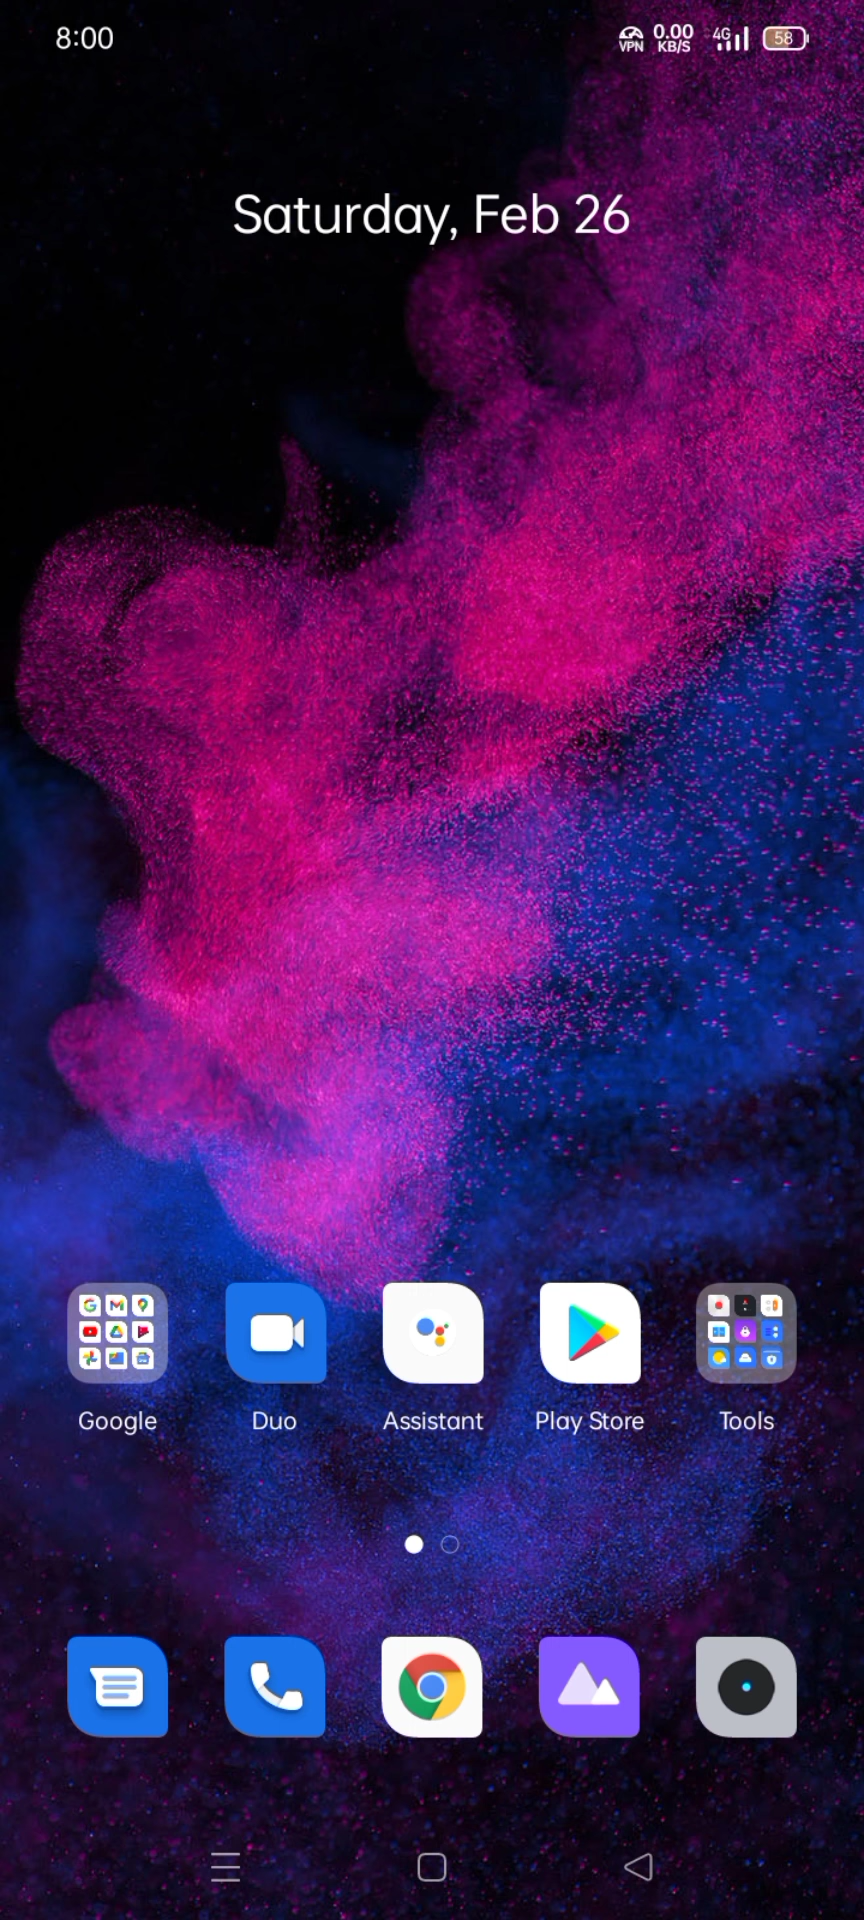 8:00
VPN
0.00
KB/S
4G
58
Saturday, Feb 26
Google
Duo
Assistant
Play Store
Tools